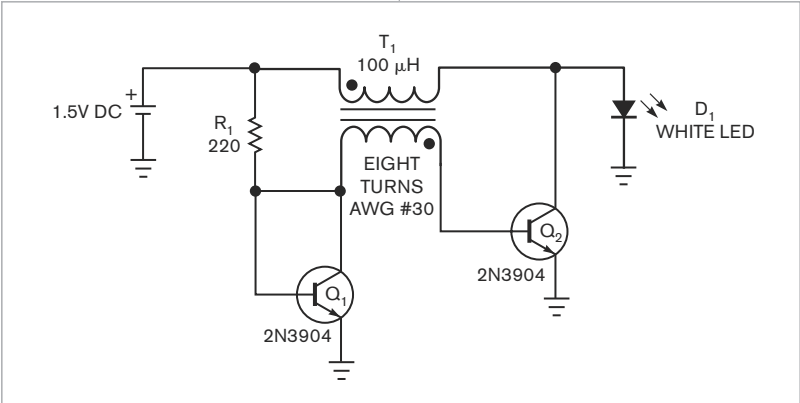 T1
100 µH
+
1.5V DC
R1
220
D1
WHITE LED
EIGHT
TURNS
AWG #30
Q2
2N3904
Q1
2N3904